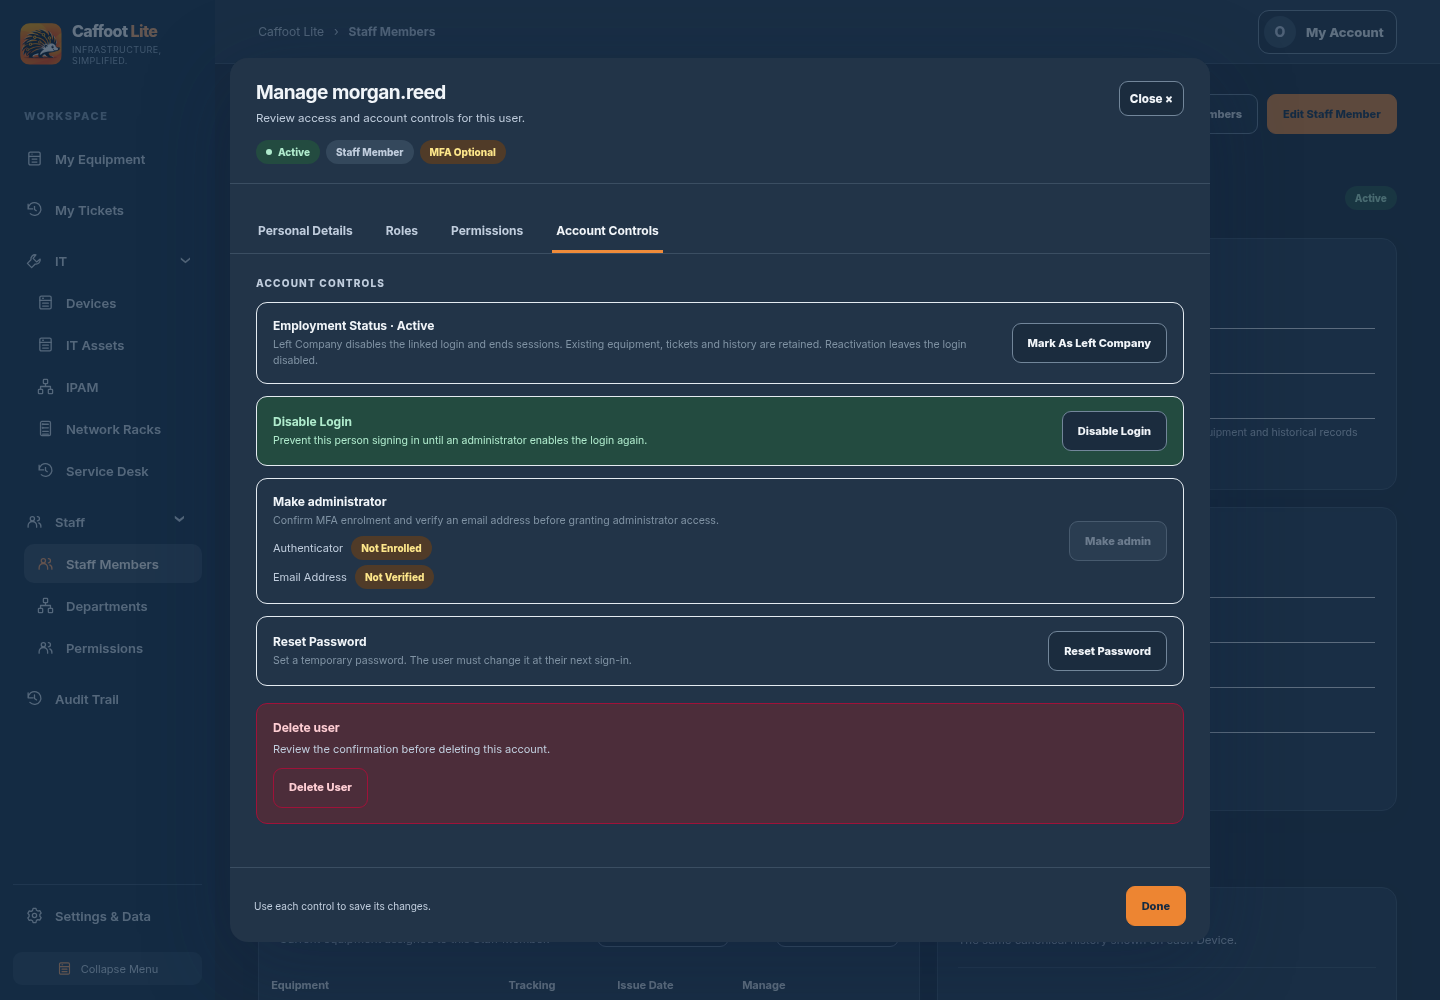 Caffoot Lite
INFRASTRUCTURE,
SIMPLIFIED.
Caffoot Lite › Staff Members
O My Account
WORKSPACE
My Equipment
My Tickets
IT
Devices
IT Assets
IPAM
Network Racks
Service Desk
Staff
Staff Members
Departments
Permissions
Audit Trail
Settings & Data
Collapse Menu
Edit Staff Member
Active
Manage morgan.reed
Close ×
Review access and account controls for this user.
Active Staff Member MFA Optional
Personal Details Roles Permissions Account Controls
ACCOUNT CONTROLS
Employment Status · Active
Left Company disables the linked login and ends sessions. Existing equipment, tickets and history are retained. Reactivation leaves the login
disabled.
Mark As Left Company
Disable Login
Prevent this person signing in until an administrator enables the login again.
Disable Login
Make administrator
Confirm MFA enrolment and verify an email address before granting administrator access.
Authenticator Not Enrolled
Email Address Not Verified
Make admin
Reset Password
Set a temporary password. The user must change it at their next sign-in.
Reset Password
Delete user
Review the confirmation before deleting this account.
Delete User
Use each control to save its changes.
Done
and historical records
Equipment Tracking Issue Date Manage